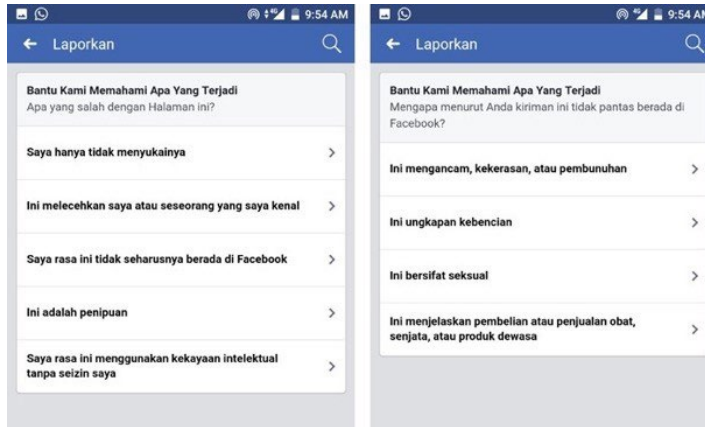 9:54 AM
Laporkan
Bantu Kami Memahami Apa Yang Terjadi
Apa yang salah dengan Halaman ini?
Saya hanya tidak menyukainya
Ini melecehkan saya atau seseorang yang saya kenal
Saya rasa ini tidak seharusnya berada di Facebook
Ini adalah penipuan
Saya rasa ini menggunakan kekayaan intelektual
tanpa seizin saya
4G 9:54 AM
Laporkan
Bantu Kami Memahami Apa Yang Terjadi
Mengapa menurut Anda kiriman ini tidak pantas berada di
Facebook?
Ini mengancam, kekerasan, atau pembunuhan
Ini ungkapan kebencian
Ini bersifat seksual
Ini menjelaskan pembelian atau penjualan obat,
senjata, atau produk dewasa